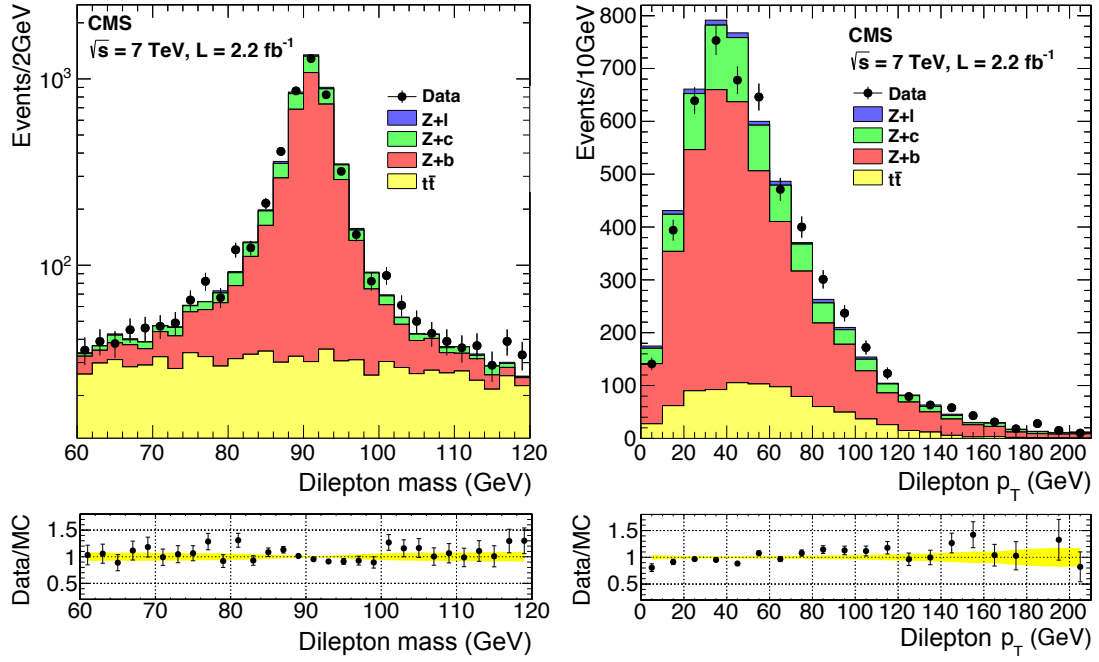 CMS
√s = 7 TeV, L = 2.2 fb⁻¹
Events/2GeV
10³
10²
Data
Z+l
Z+c
Z+b
tt̄
60 70 80 90 100 110 120
Dilepton mass (GeV)
Data/MC
1.5
1
0.5
60 70 80 90 100 110 120
Dilepton mass (GeV)
CMS
√s = 7 TeV, L = 2.2 fb⁻¹
Events/10GeV
800
700
600
500
400
300
200
100
0
Data
Z+l
Z+c
Z+b
tt̄
0 20 40 60 80 100 120 140 160 180 200
Dilepton p_T (GeV)
Data/MC
1.5
1
0.5
0 20 40 60 80 100 120 140 160 180 200
Dilepton p_T (GeV)